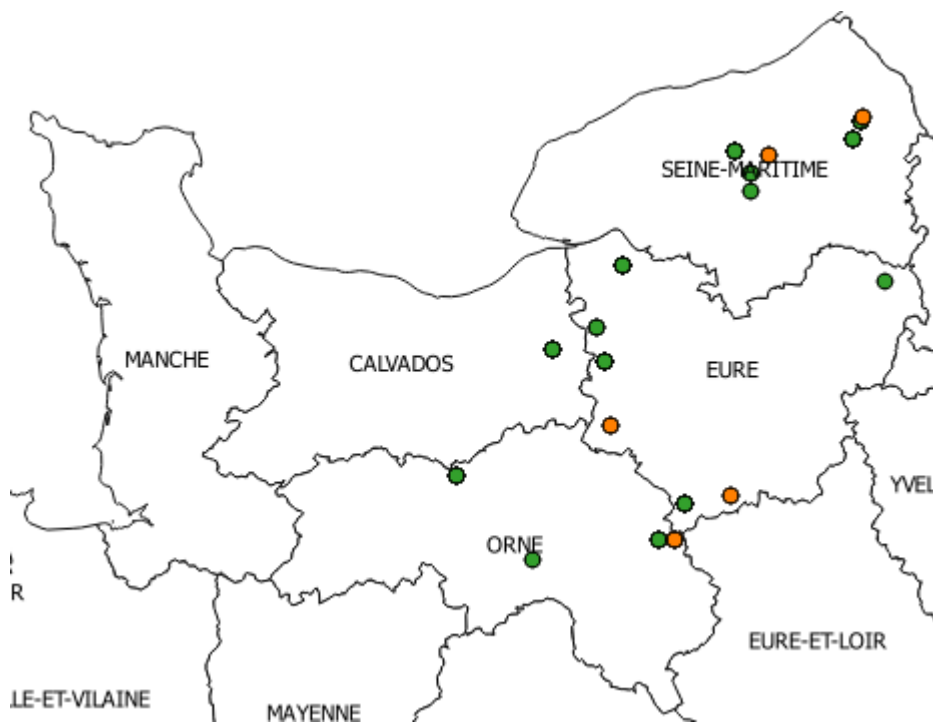 SEINE-MARITIME
MANCHE
CALVADOS
EURE
YVEL
ORNE
R
EURE-ET-LOIR
LE-ET-VILAINE
MAYENNE